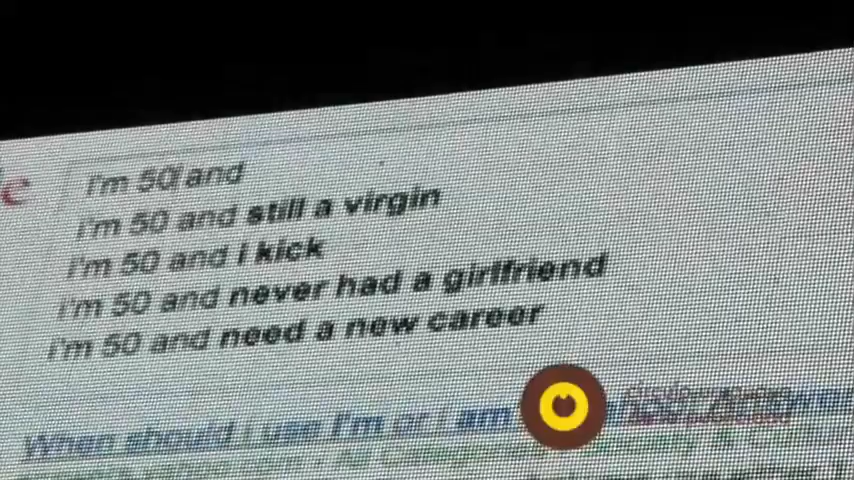 e
I'm 50 and
i'm 50 and still a virgin
i'm 50 and I kick
i'm 50 and never had a girlfriend
i'm 50 and need a new career
When should I use I'm or I am